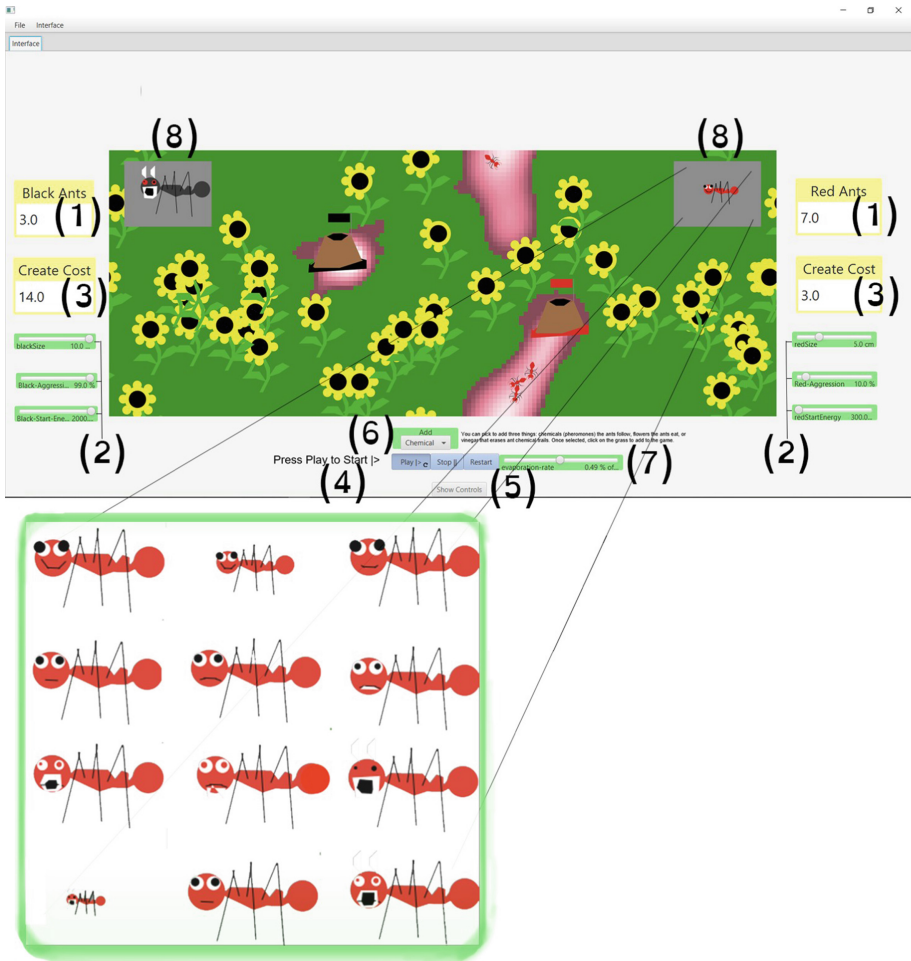 File Interface
Interface
(8) (8)
Black Ants
3.0 (1)
Red Ants
7.0 (1)
Create Cost
14.0 (3)
Create Cost
3.0 (3)
blackSize 10.0 ...
redSize 5.0 cm
Black-Aggressi... 99.0 %
Red-Aggression 10.0 %
Black-Start-Ene... 2000...
redStartEnergy 300.0...
(2) (2)
(6)
Add
Chemical
You can pick to add three things: chemicals (pheromones) the ants follow, flowers the ants eat, or
vinegar that erases ant chemical trails. Once selected, click on the grass to add to the game.
(7)
Press Play to Start |>
Play |> Stop || Restart
evaporation-rate 0.49 % of...
(4) (5)
Show Controls